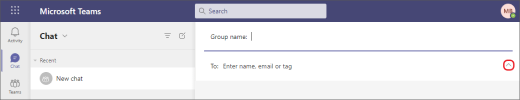 Microsoft Teams
Search
MB
Activity
Chat
Teams
Chat
Recent
New chat
Group name:
To: Enter name, email or tag